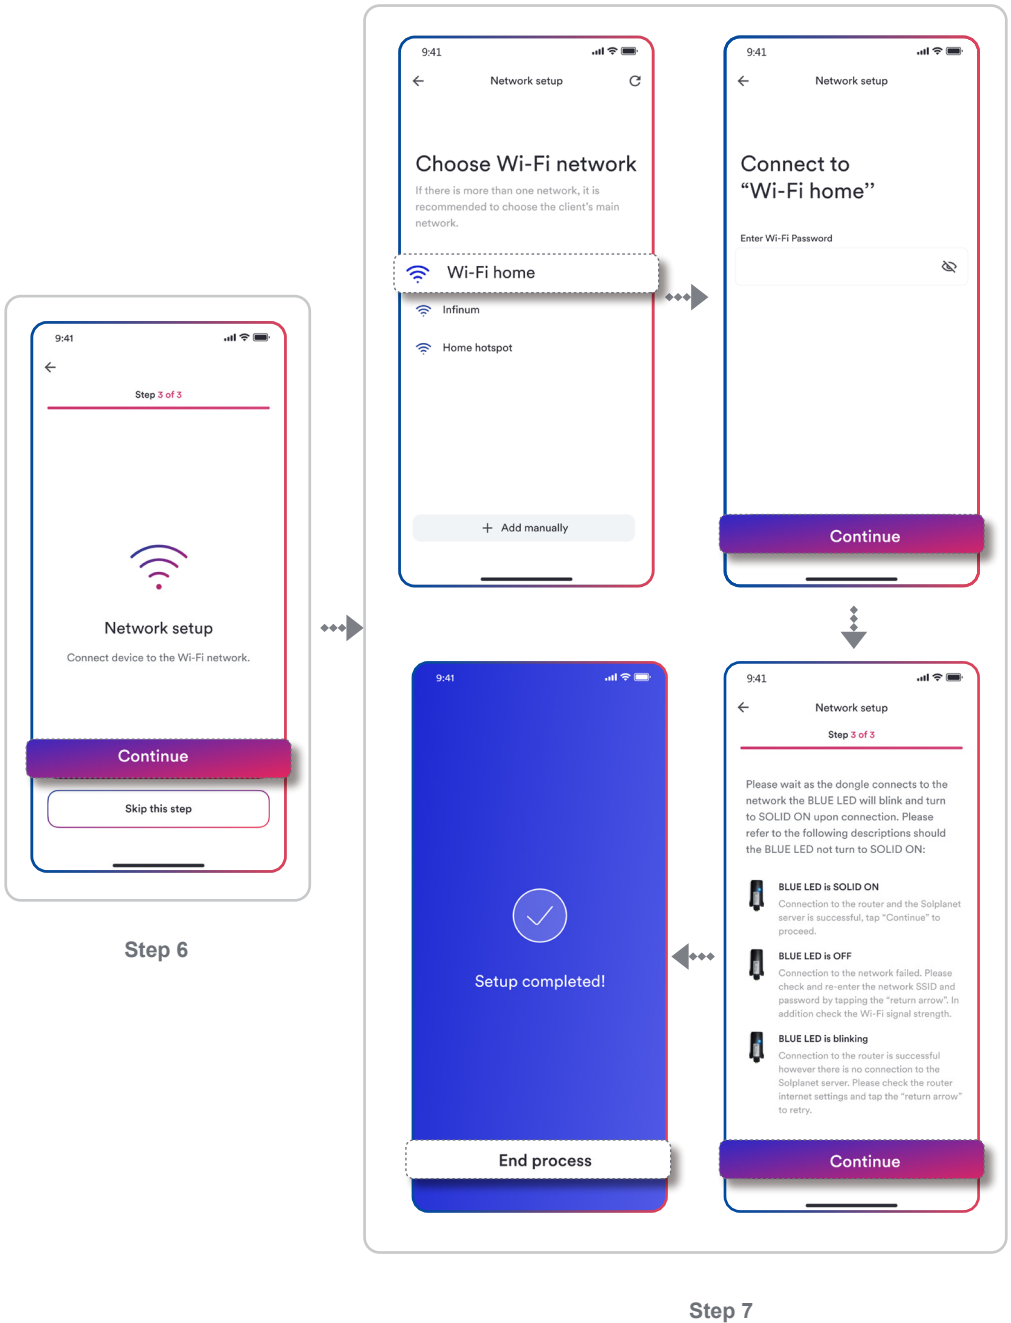 9:41
Step 3 of 3
Network setup
Connect device to the Wi-Fi network.
Continue
Skip this step
Step 6
9:41
Network setup
Choose Wi-Fi network
If there is more than one network, it is
recommended to choose the client's main
network.
Wi-Fi home
Infinum
Home hotspot
+ Add manually
9:41
Network setup
Connect to
“Wi-Fi home’’
Enter Wi-Fi Password
Continue
9:41
Network setup
Step 3 of 3
Please wait as the dongle connects to the
network the BLUE LED will blink and turn
to SOLID ON upon connection. Please
refer to the following descriptions should
the BLUE LED not turn to SOLID ON:
BLUE LED is SOLID ON
Connection to the router and the Solplanet
server is successful, tap “Continue” to
proceed.
BLUE LED is OFF
Connection to the network failed. Please
check and re-enter the network SSID and
password by tapping the “return arrow”. In
addition check the Wi-Fi signal strength.
BLUE LED is blinking
Connection to the router is successful
however there is no connection to the
Solplanet server. Please check the router
internet settings and tap the “return arrow”
to retry.
Continue
9:41
Setup completed!
End process
Step 7